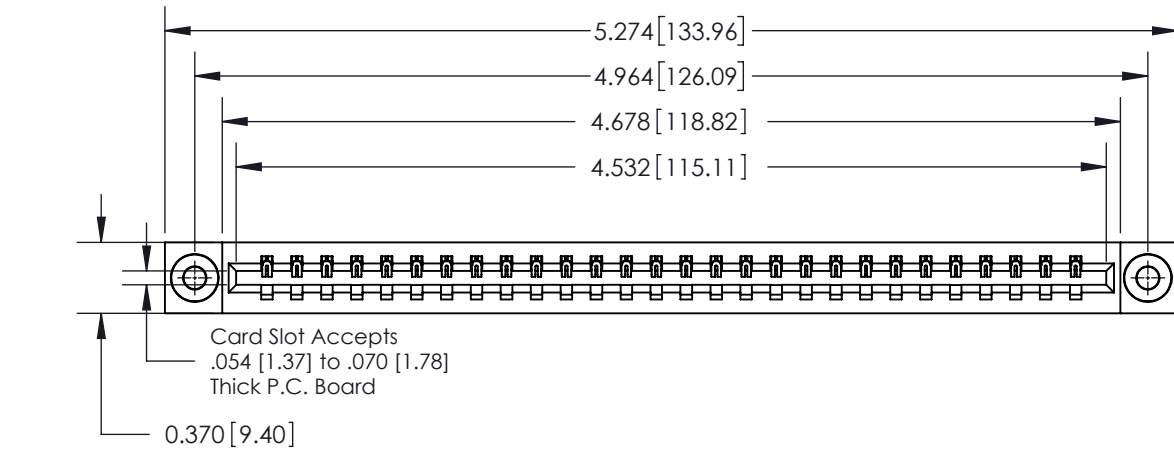 5.274[133.96]
4.964[126.09]
4.678[118.82]
4.532[115.11]
Card Slot Accepts
.054 [1.37] to .070 [1.78]
Thick P.C. Board
0.370[9.40]